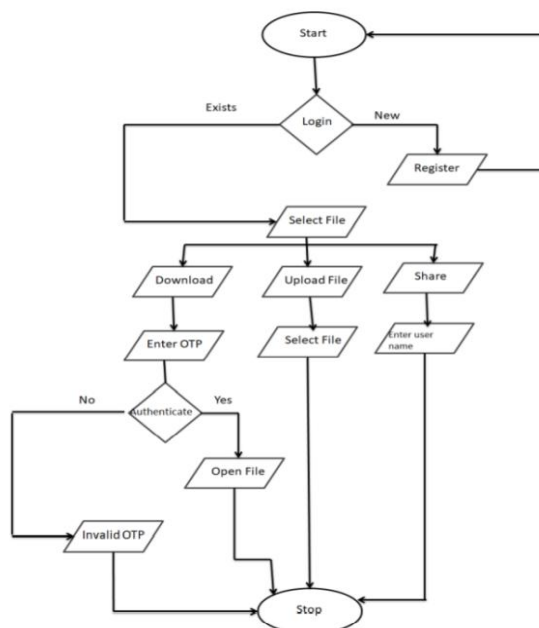 Start
Exists
Login
New
Register
Select File
Download
Upload File
Share
Enter OTP
Select File
Enter user
name
No
Authenticate
Yes
Open File
Invalid OTP
Stop